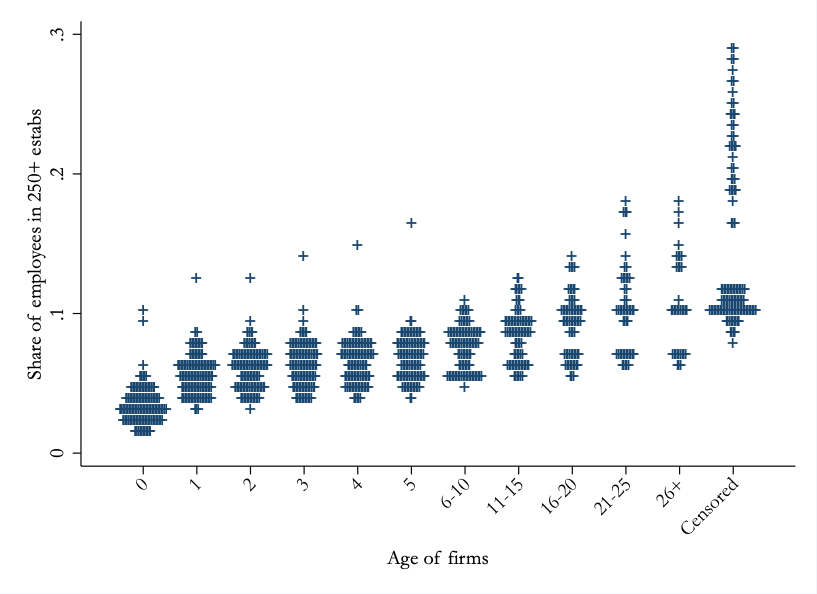 Share of employees in 250+ estabs
.3
.2
.1
0
0 1 2 3 4 5 6-10 11-15 16-20 21-25 26+ Censored
Age of firms